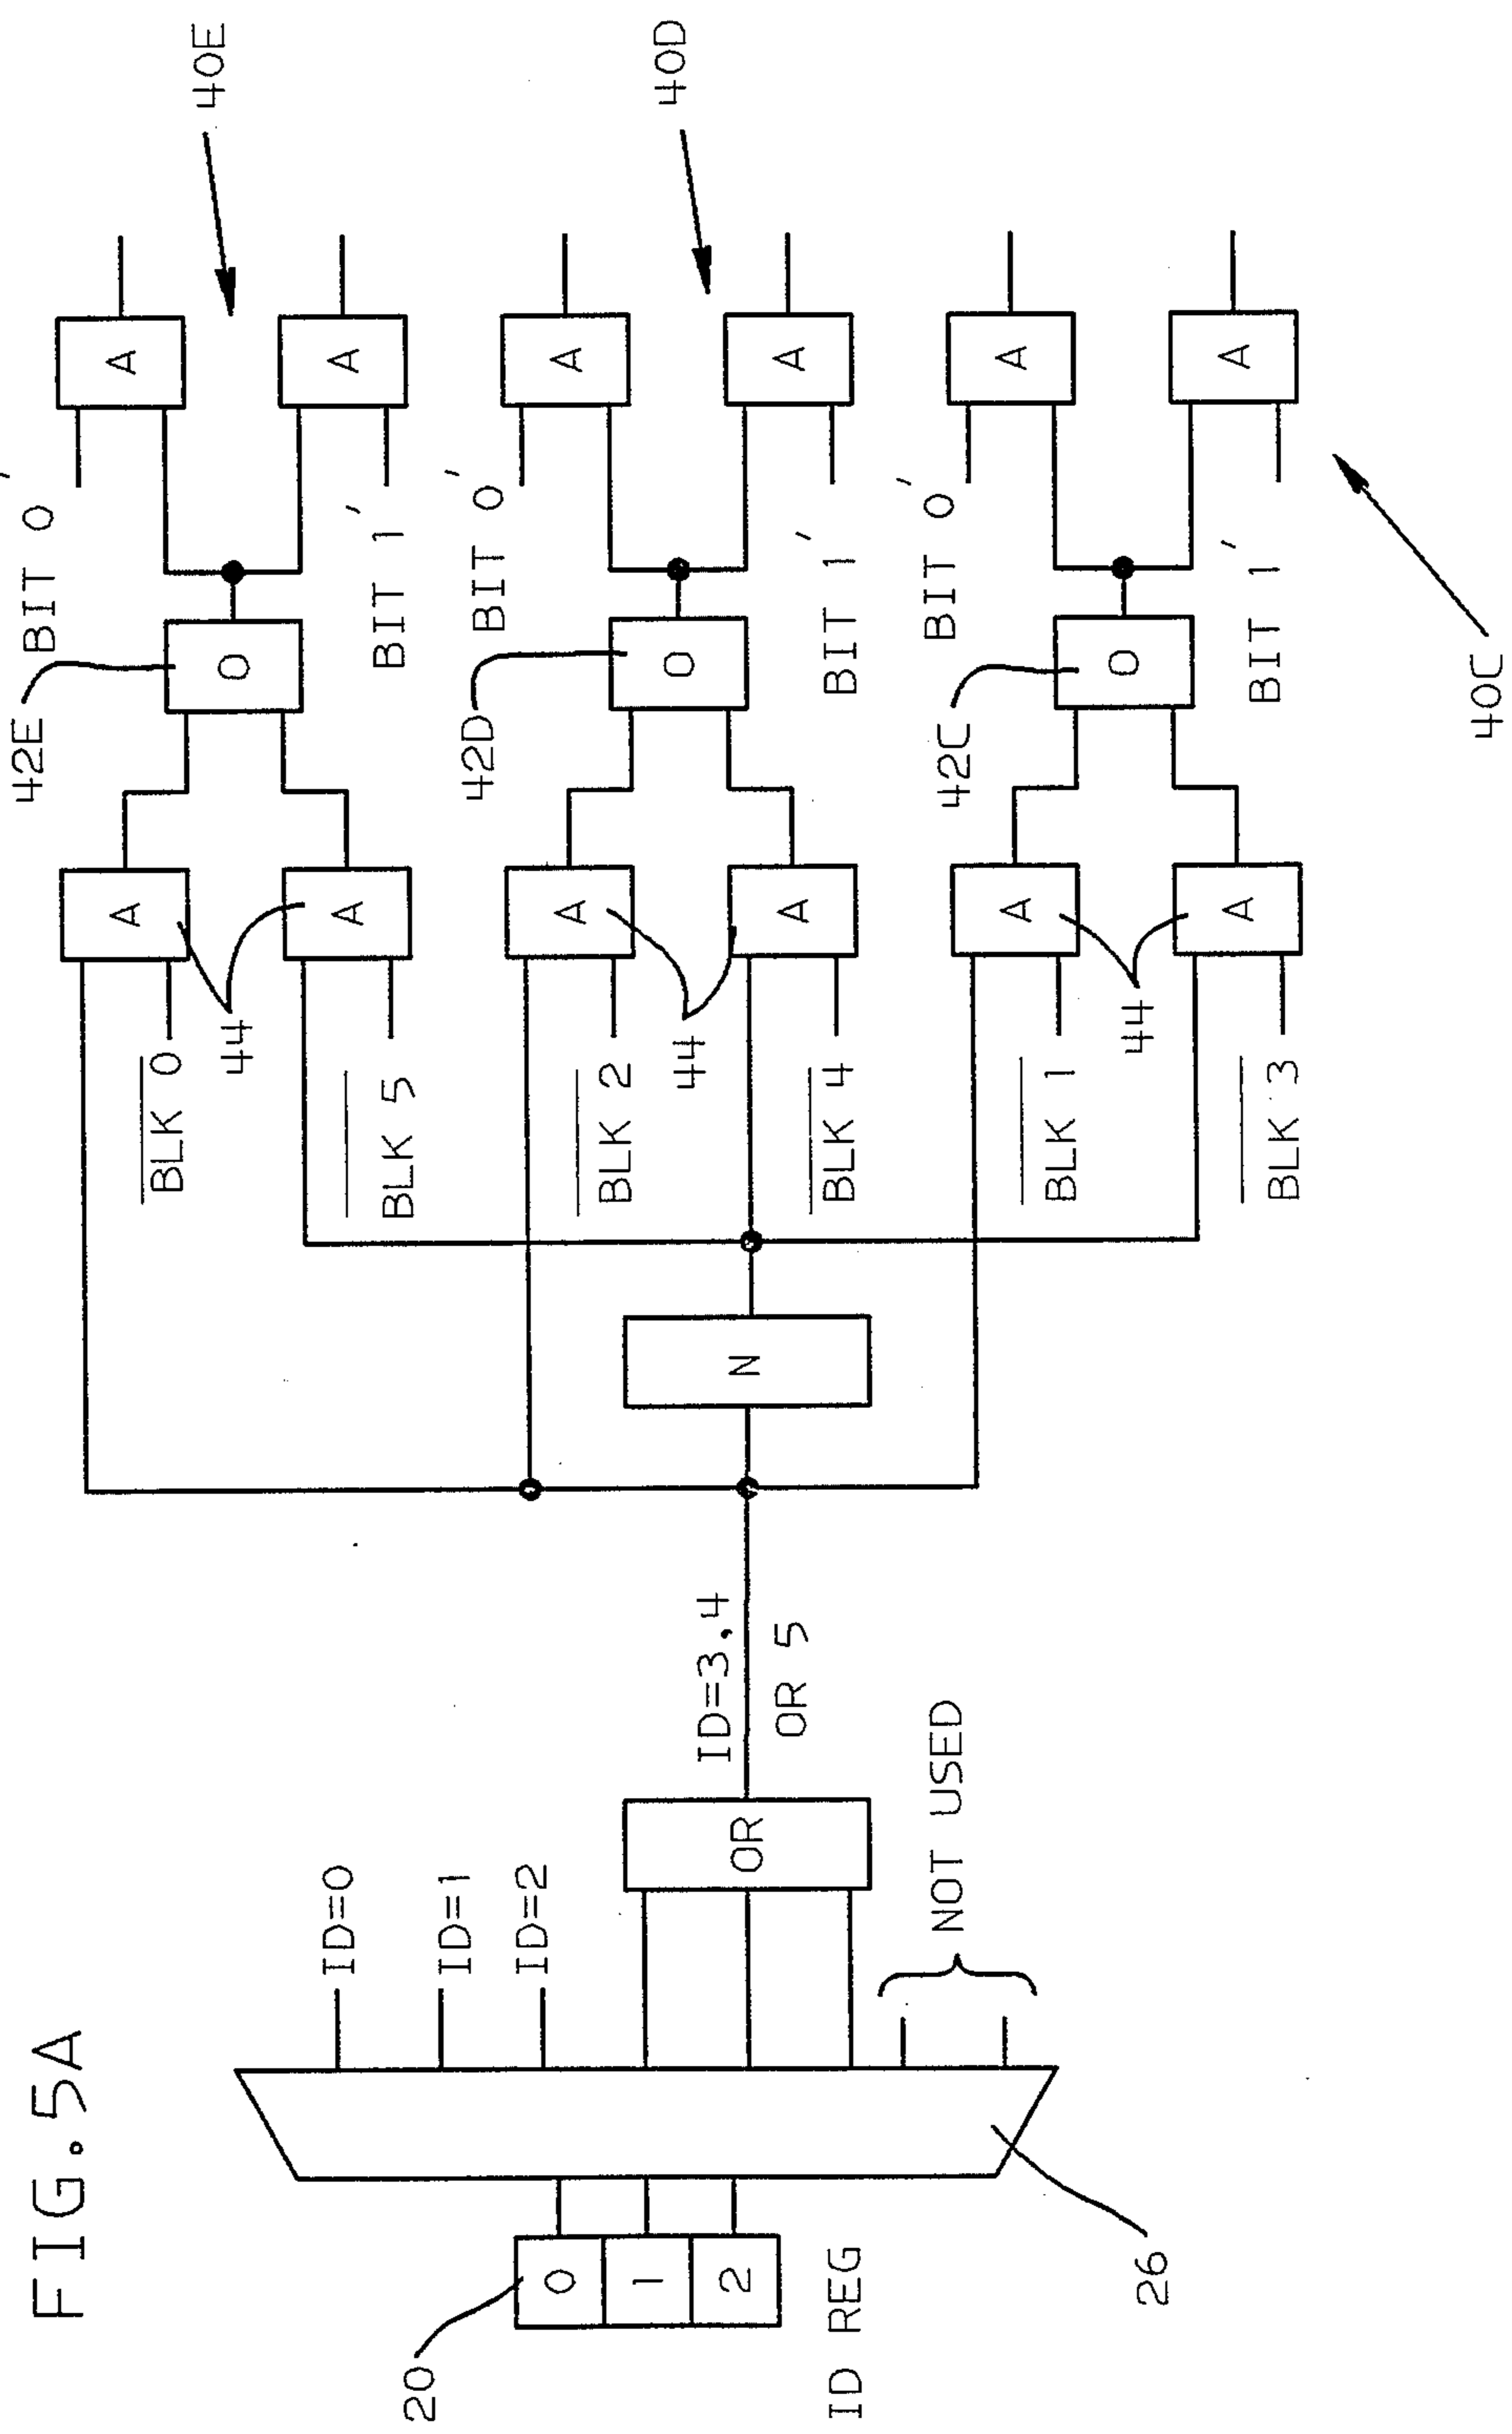 FIG. 5A
20
0
1
2
ID REG
26
ID=0
ID=1
ID=2
OR
NOT USED
ID=3,4
OR 5
N
BLK 0
44
BLK 5
BLK 2
44
BLK 4
BLK 1
44
BLK 3
A
A
A
A
A
A
42E
O
42D
O
42C
O
BIT 0'
BIT 1'
BIT 0'
BIT 1'
BIT 0'
BIT 1'
A
A
A
A
A
A
40E
40D
40C